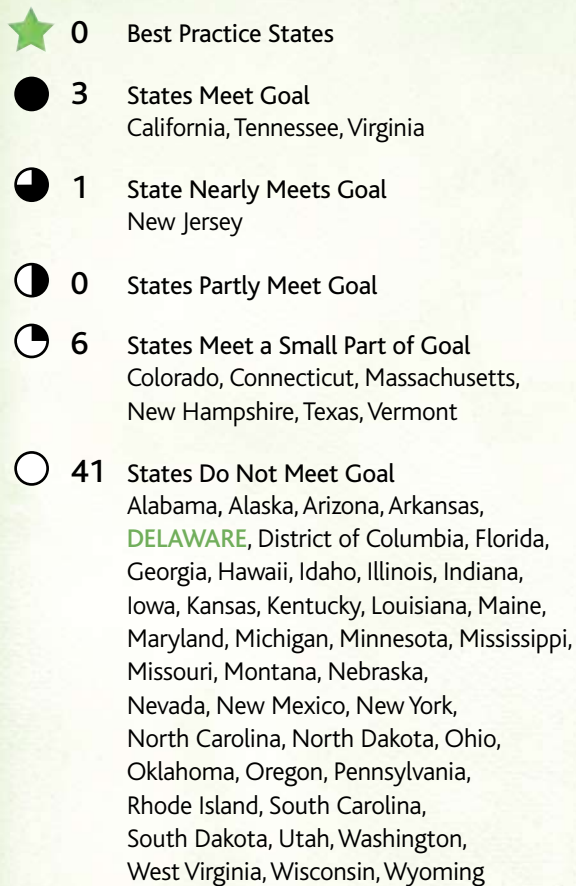 0 Best Practice States
3 States Meet Goal
California, Tennessee, Virginia
1 State Nearly Meets Goal
New Jersey
0 States Partly Meet Goal
6 States Meet a Small Part of Goal
Colorado, Connecticut, Massachusetts,
New Hampshire, Texas, Vermont
41 States Do Not Meet Goal
Alabama, Alaska, Arizona, Arkansas,
DELAWARE, District of Columbia, Florida,
Georgia, Hawaii, Idaho, Illinois, Indiana,
Iowa, Kansas, Kentucky, Louisiana, Maine,
Maryland, Michigan, Minnesota, Mississippi,
Missouri, Montana, Nebraska,
Nevada, New Mexico, New York,
North Carolina, North Dakota, Ohio,
Oklahoma, Oregon, Pennsylvania,
Rhode Island, South Carolina,
South Dakota, Utah, Washington,
West Virginia, Wisconsin, Wyoming